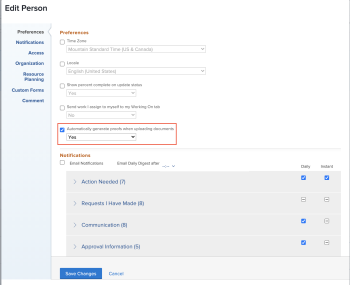 Edit Person
Preferences
Notifications
Access
Organization
Resource
Planning
Custom Forms
Comment
Preferences
Time Zone
Mountain Standard Time (US & Canada)
Locale
English (United States)
Show percent complete on update status
Yes
Send work I assign to myself to my Working On tab
No
Automatically generate proofs when uploading documents
Yes
Notifications
Email Notifications Email Daily Digest after --:--
Daily Instant
Action Needed (7)
Requests I Have Made (8)
Communication (8)
Approval Information (5)
Save Changes Cancel